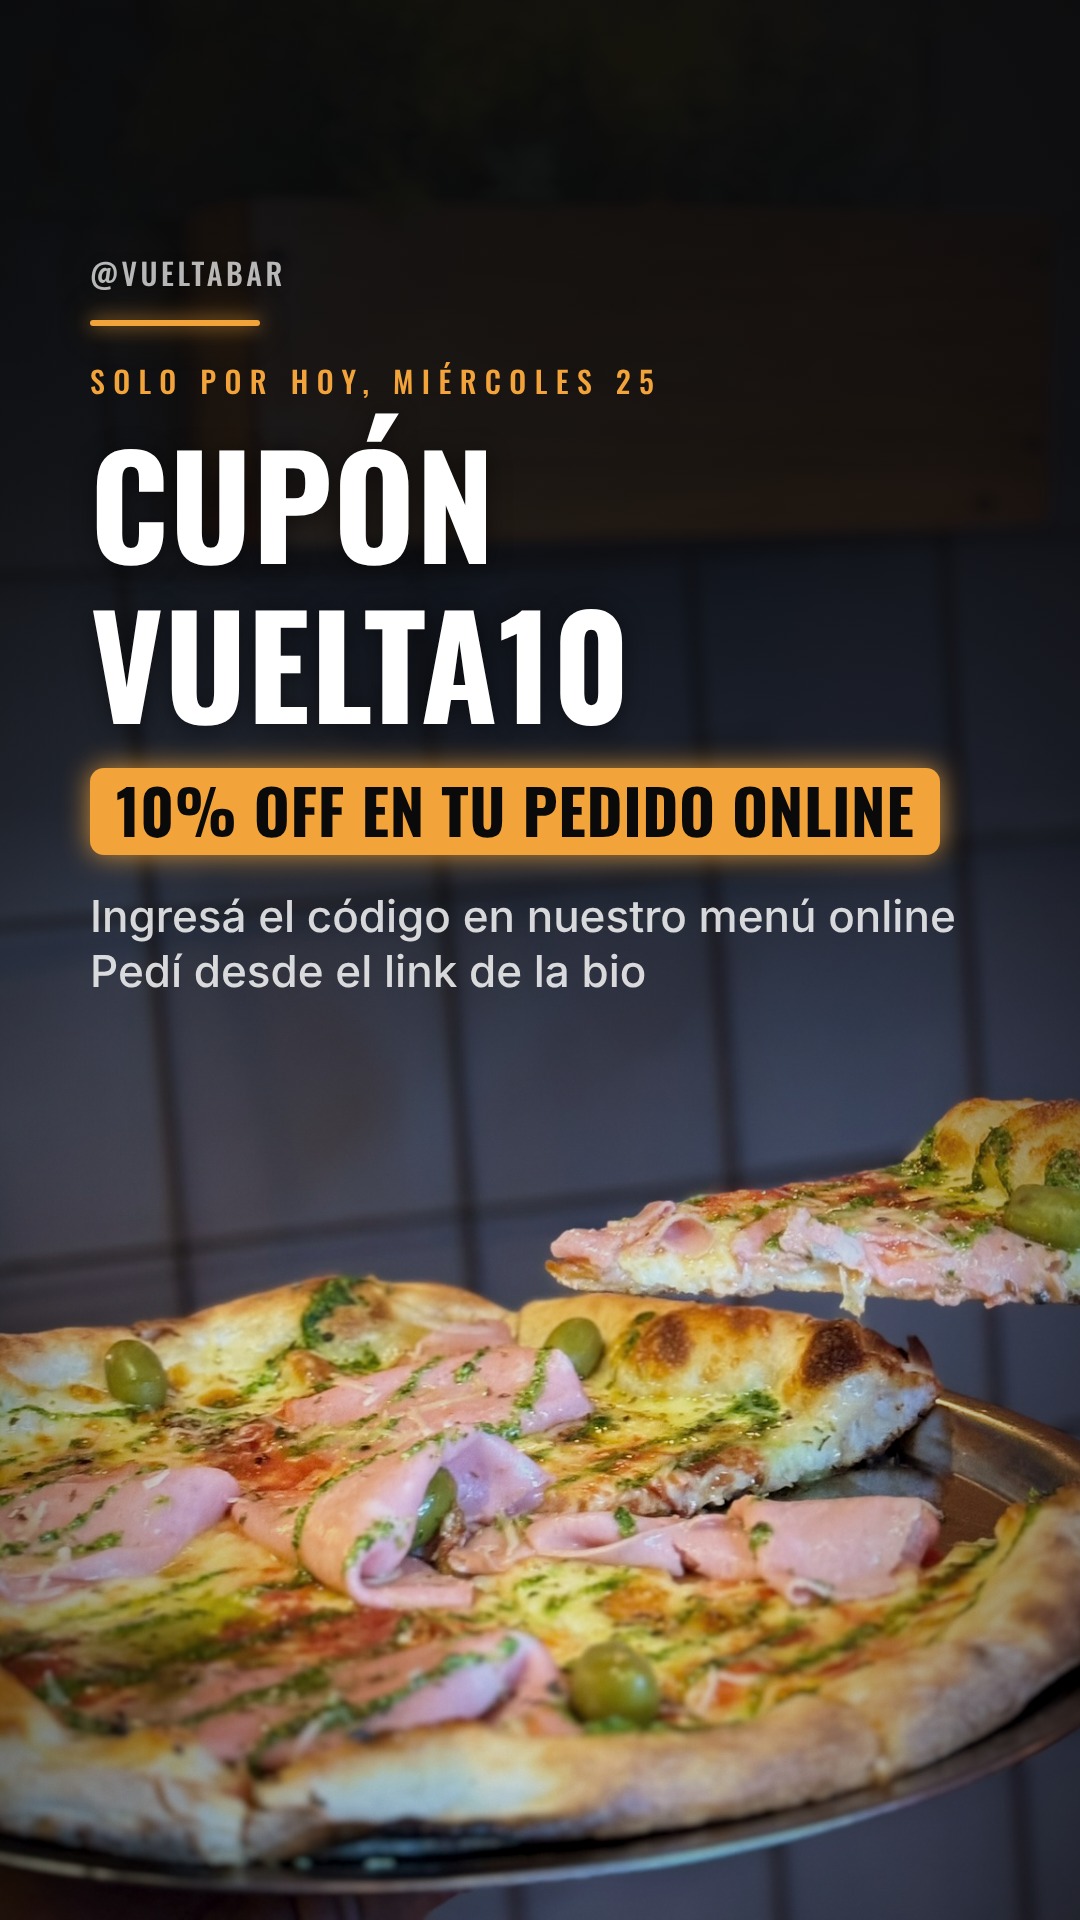 @VUELTABAR
SOLO POR HOY, MIÉRCOLES 25
CUPÓN
VUELTA10
10% OFF EN TU PEDIDO ONLINE
Ingresá el código en nuestro menú online
Pedí desde el link de la bio